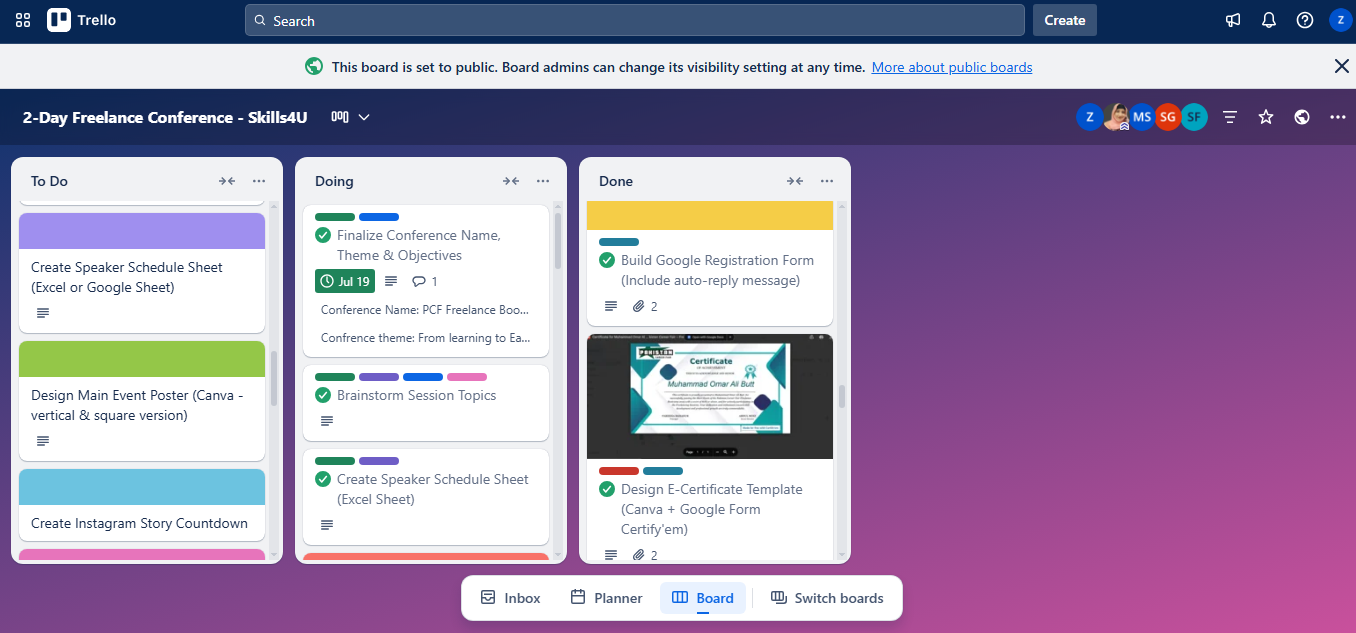 Trello
Search
Create
Z
This board is set to public. Board admins can change its visibility setting at any time. More about public boards
2-Day Freelance Conference - Skills4U
Z
MS
SG
SF
To Do
Create Speaker Schedule Sheet
(Excel or Google Sheet)
Design Main Event Poster (Canva -
vertical & square version)
Create Instagram Story Countdown
Doing
Finalize Conference Name,
Theme & Objectives
Jul 19
1
Conference Name: PCF Freelance Boo...
Confrence theme: From learning to Ea...
Brainstorm Session Topics
Create Speaker Schedule Sheet
(Excel Sheet)
Done
Build Google Registration Form
(Include auto-reply message)
2
PAKISTAN
Certificate
Muhammad Omar Ali Butt
Design E-Certificate Template
(Canva + Google Form
Certify'em)
2
Inbox
Planner
Board
Switch boards